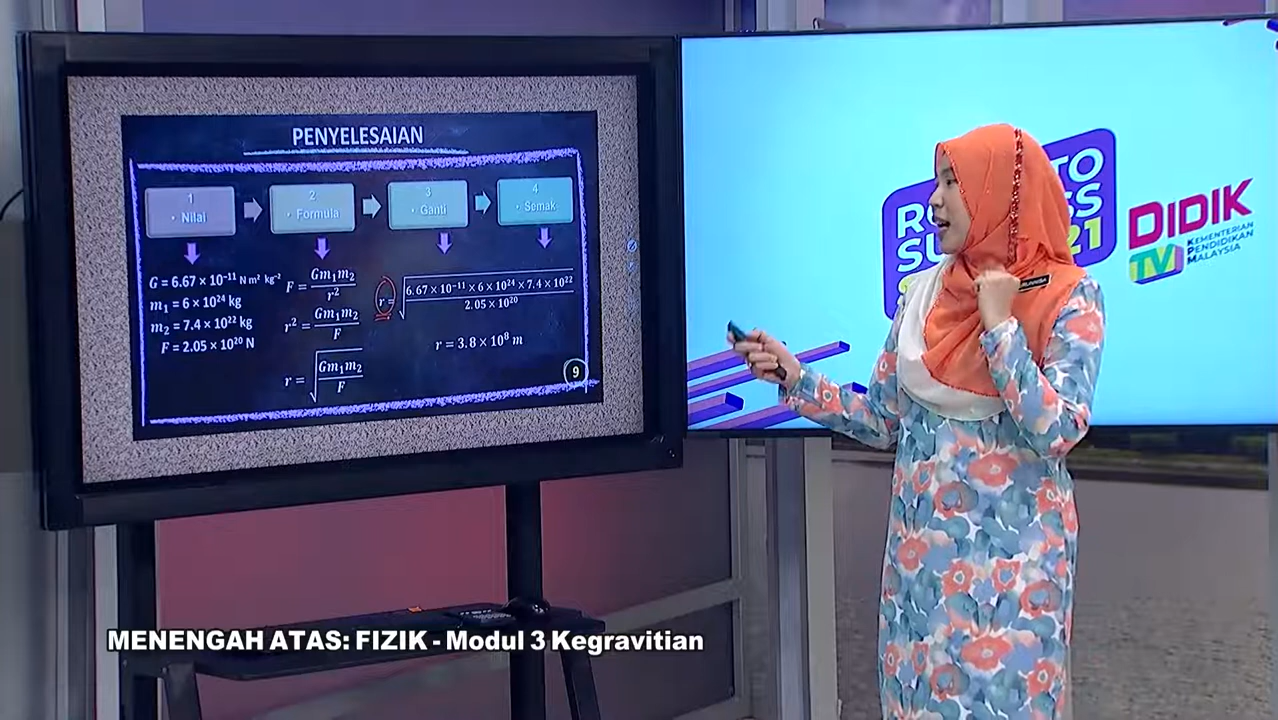 PENYELESAIAN
1
• Nilai
2
• Formula
3
• Ganti
4
• Semak
G = 6.67 × 10⁻¹¹ N m² kg⁻²
m₁ = 6 × 10²⁴ kg
m₂ = 7.4 × 10²² kg
F = 2.05 × 10²⁰ N
F = Gm₁m₂/r²
r² = Gm₁m₂/F
r = √(Gm₁m₂/F)
r = √(6.67 × 10⁻¹¹ × 6 × 10²⁴ × 7.4 × 10²²/2.05 × 10²⁰)
r = 3.8 × 10⁸ m
9
DIDIK
TV
KEMENTERIAN
PENDIDIKAN
MALAYSIA
MENENGAH ATAS: FIZIK - Modul 3 Kegravitian